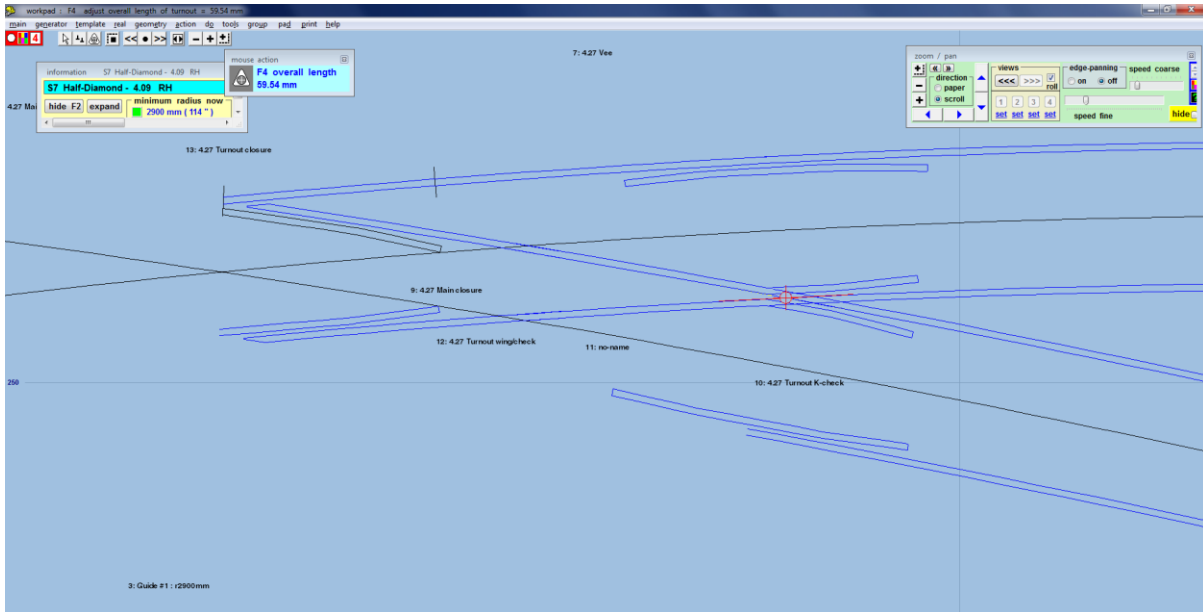 workpad : F4 adjust overall length of turnout = 59.54 mm
main generator template real geometry action do tools group pad print help
4
<< >>
7: 4.27 Vee
mouse action
F4 overall length
59.54 mm
information S7 Half-Diamond - 4.09 RH
S7 Half-Diamond - 4.09 RH
hide F2 expand
minimum radius now
2900 mm ( 114 " )
zoom / pan
direction
paper
scroll
views
<<< >>>
roll
1 2 3 4
set set set set
edge-panning
on off
speed coarse
speed fine
hide
4.27 Mai
13: 4.27 Turnout closure
9: 4.27 Main closure
12: 4.27 Turnout wing/check
11: no-name
250
10: 4.27 Turnout K-check
3: Guide #1 : r2900mm